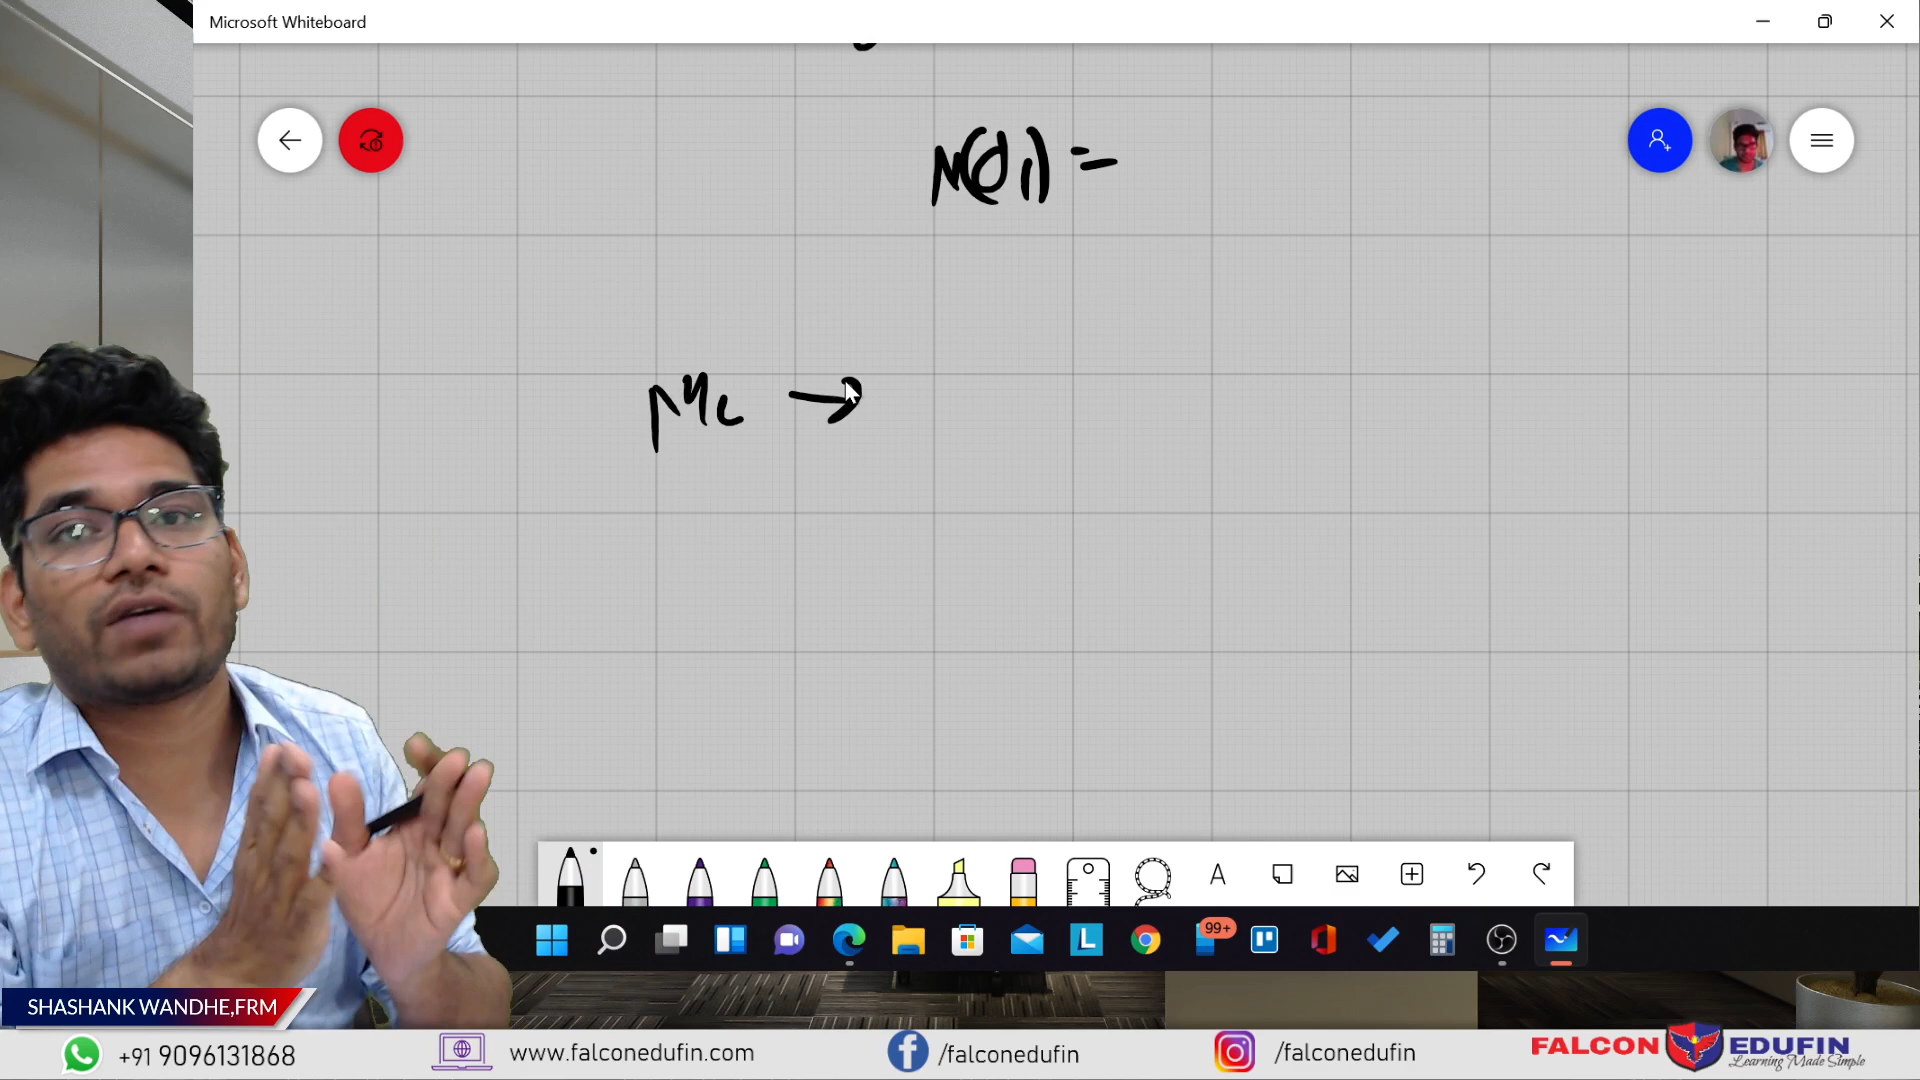 Microsoft Whiteboard
N(d1) =
→
A
99+
L
SHASHANK WANDHE,FRM
+91 9096131868
www.falconedufin.com
/falconedufin
/falconedufin
FALCON EDUFIN
Learning Made Simple